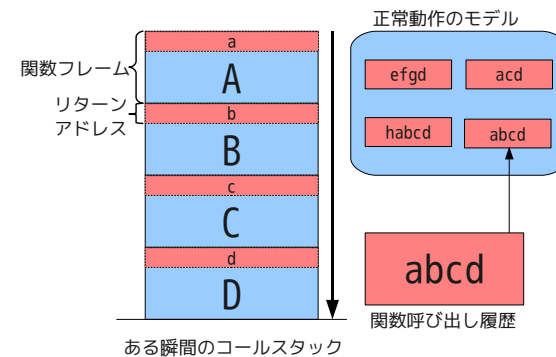 関数フレーム
リターン
アドレス
a
A
b
B
c
C
d
D
ある瞬間のコールスタック
正常動作のモデル
efgd
acd
habcd
abcd
abcd
関数呼び出し履歴